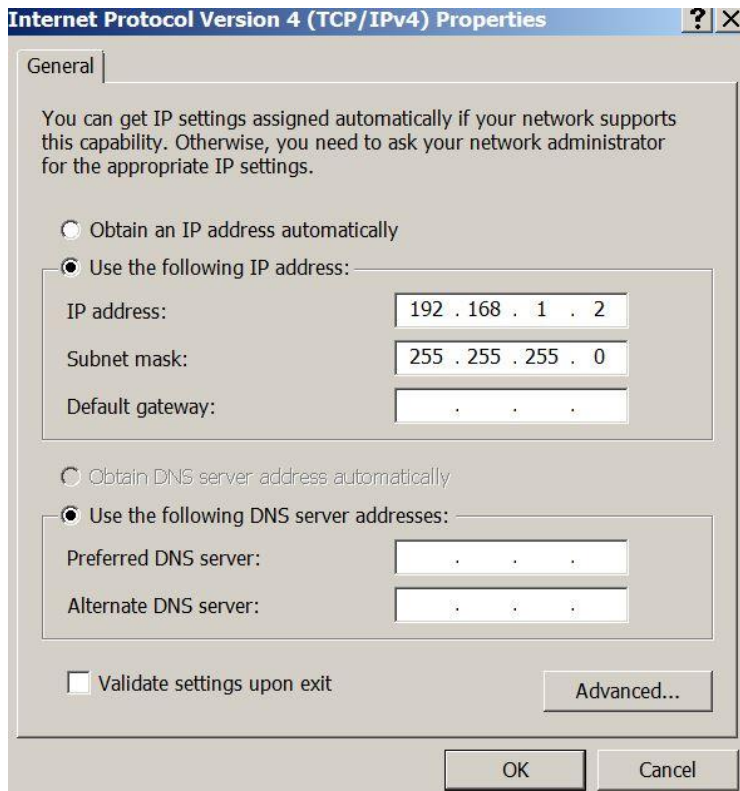 Internet Protocol Version 4 (TCP/IPv4) Properties
General
You can get IP settings assigned automatically if your network supports
this capability. Otherwise, you need to ask your network administrator
for the appropriate IP settings.
Obtain an IP address automatically
Use the following IP address:
IP address: 192 . 168 . 1 . 2
Subnet mask: 255 . 255 . 255 . 0
Default gateway: . . .
Obtain DNS server address automatically
Use the following DNS server addresses:
Preferred DNS server: . . .
Alternate DNS server: . . .
Validate settings upon exit
Advanced...
OK Cancel